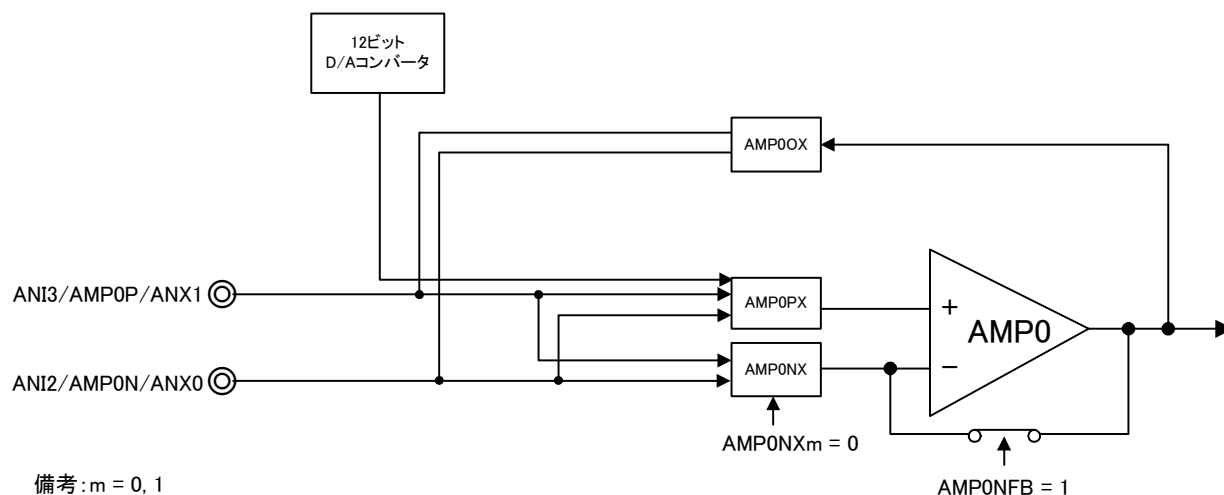 12ビット
D/Aコンバータ
AMP0OX
ANI3/AMP0P/ANX1
AMP0PX
+
AMP0
−
AMP0NX
ANI2/AMP0N/ANX0
AMP0NXm = 0
備考:m = 0, 1
AMP0NFB = 1